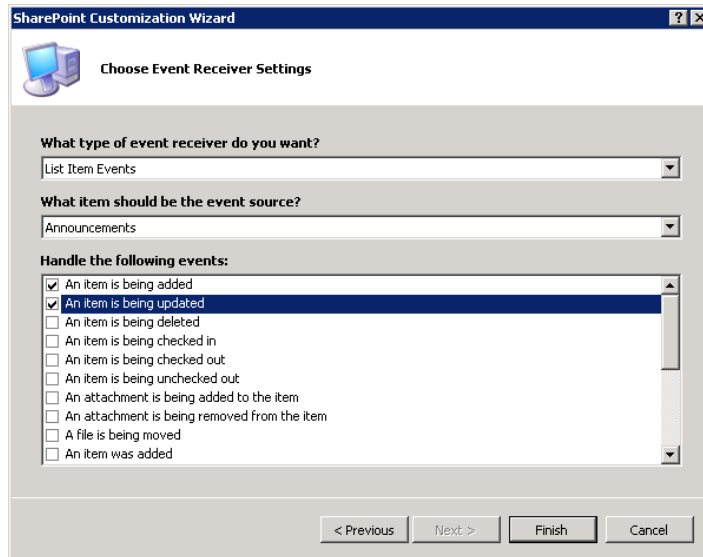 SharePoint Customization Wizard
Choose Event Receiver Settings
What type of event receiver do you want?
List Item Events
What item should be the event source?
Announcements
Handle the following events:
An item is being added
An item is being updated
An item is being deleted
An item is being checked in
An item is being checked out
An item is being unchecked out
An attachment is being added to the item
An attachment is being removed from the item
A file is being moved
An item was added
< Previous Next > Finish Cancel